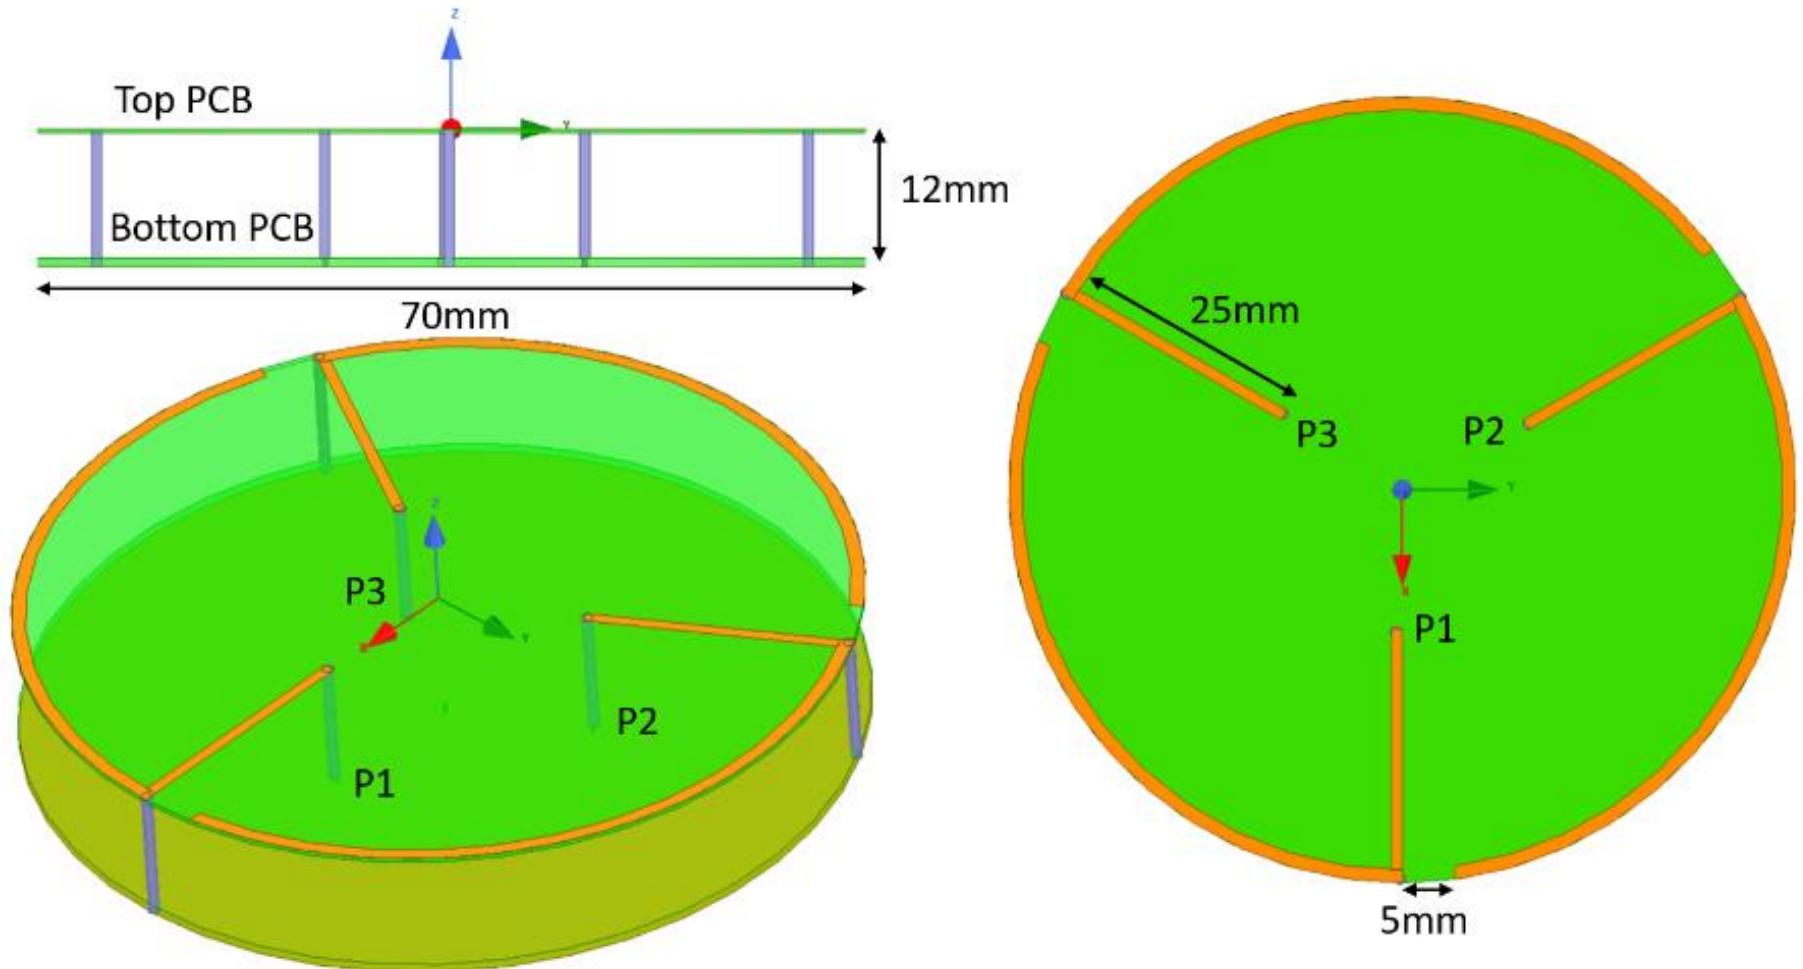 Z
Top PCB
Y
12mm
Bottom PCB
70mm
Z
P3
X
Y
P2
P1
25mm
P3
P2
Y
X
P1
5mm